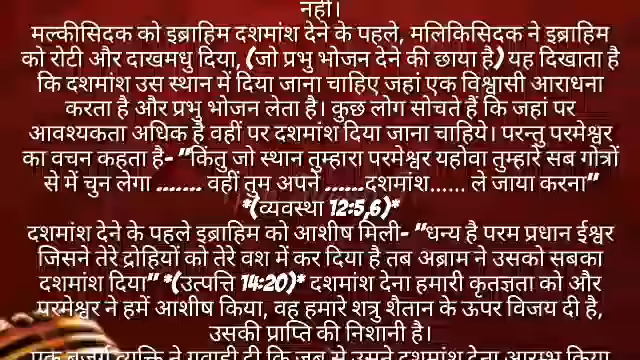 नहीं।
मल्कीसिदक को इब्राहिम दशमांश देने के पहले, मलिकिसिदक ने इब्राहिम
को रोटी और दाखमधु दिया, (जो प्रभु भोजन देने की छाया है) यह दिखाता है
कि दशमांश उस स्थान में दिया जाना चाहिए जहां एक विश्वासी आराधना
करता है और प्रभु भोजन लेता है। कुछ लोग सोचते हैं कि जहां पर
आवश्यकता अधिक है वहीं पर दशमांश दिया जाना चाहिये। परन्तु परमेश्वर
का वचन कहता है- "किंतु जो स्थान तुम्हारा परमेश्वर यहोवा तुम्हारे सब गोत्रों
से में चुन लेगा ....... वहीं तुम अपने ......दशमांश...... ले जाया करना"
*(व्यवस्था 12:5,6)*
दशमांश देने के पहले इब्राहिम को आशीष मिली- "धन्य है परम प्रधान ईश्वर
जिसने तेरे द्रोहियों को तेरे वश में कर दिया है तब अब्राम ने उसको सबका
दशमांश दिया" *(उत्पत्ति 14:20)* दशमांश देना हमारी कृतज्ञता को और
परमेश्वर ने हमें आशीष किया, वह हमारे शत्रु शैतान के ऊपर विजय दी है,
उसकी प्राप्ति की निशानी है।
एक बुजुर्ग व्यक्ति ने गवाही दी कि जब से उसने दशमांश देना आरम्भ किया